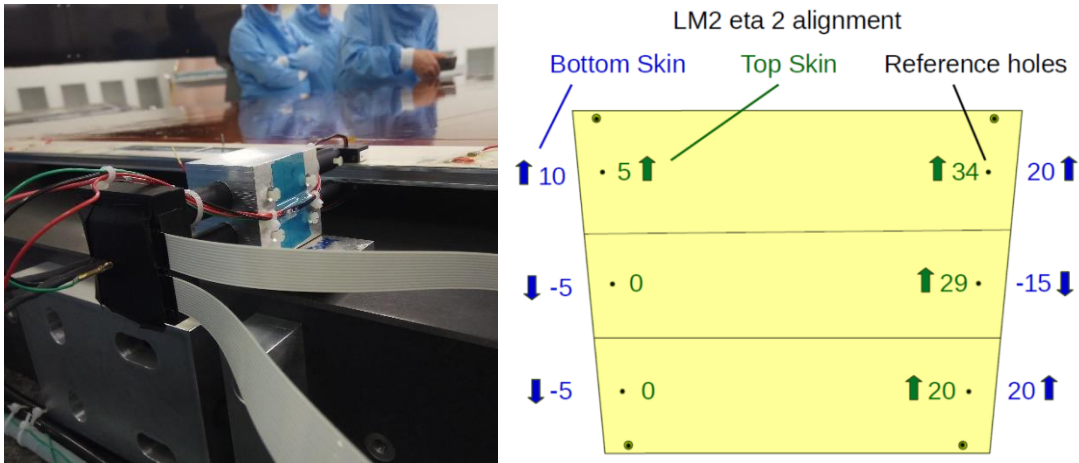 LM2 eta 2 alignment
Bottom Skin Top Skin Reference holes
10 5 34 20
-5 0 29 -15
-5 0 20 20